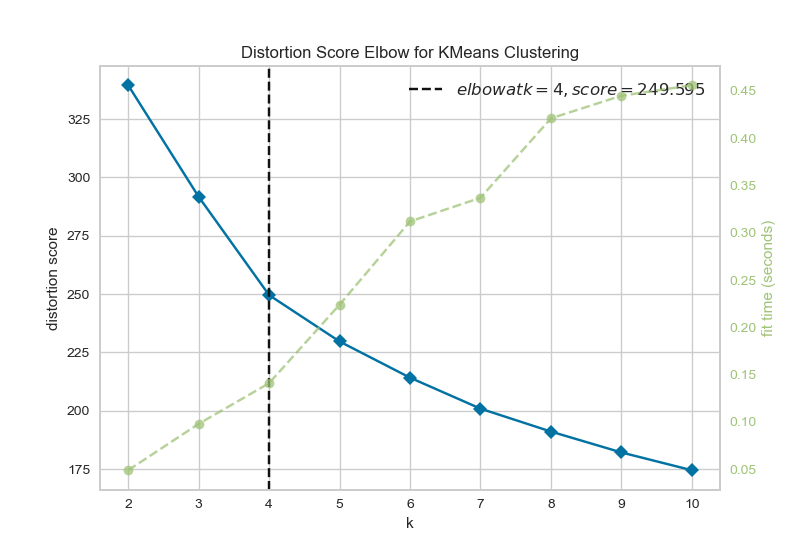 Distortion Score Elbow for KMeans Clustering
elbowatk = 4, score = 249.595
325
300
275
250
225
200
175
distortion score
0.45
0.40
0.35
0.30
0.25
0.20
0.15
0.10
0.05
fit time (seconds)
2 3 4 5 6 7 8 9 10
k